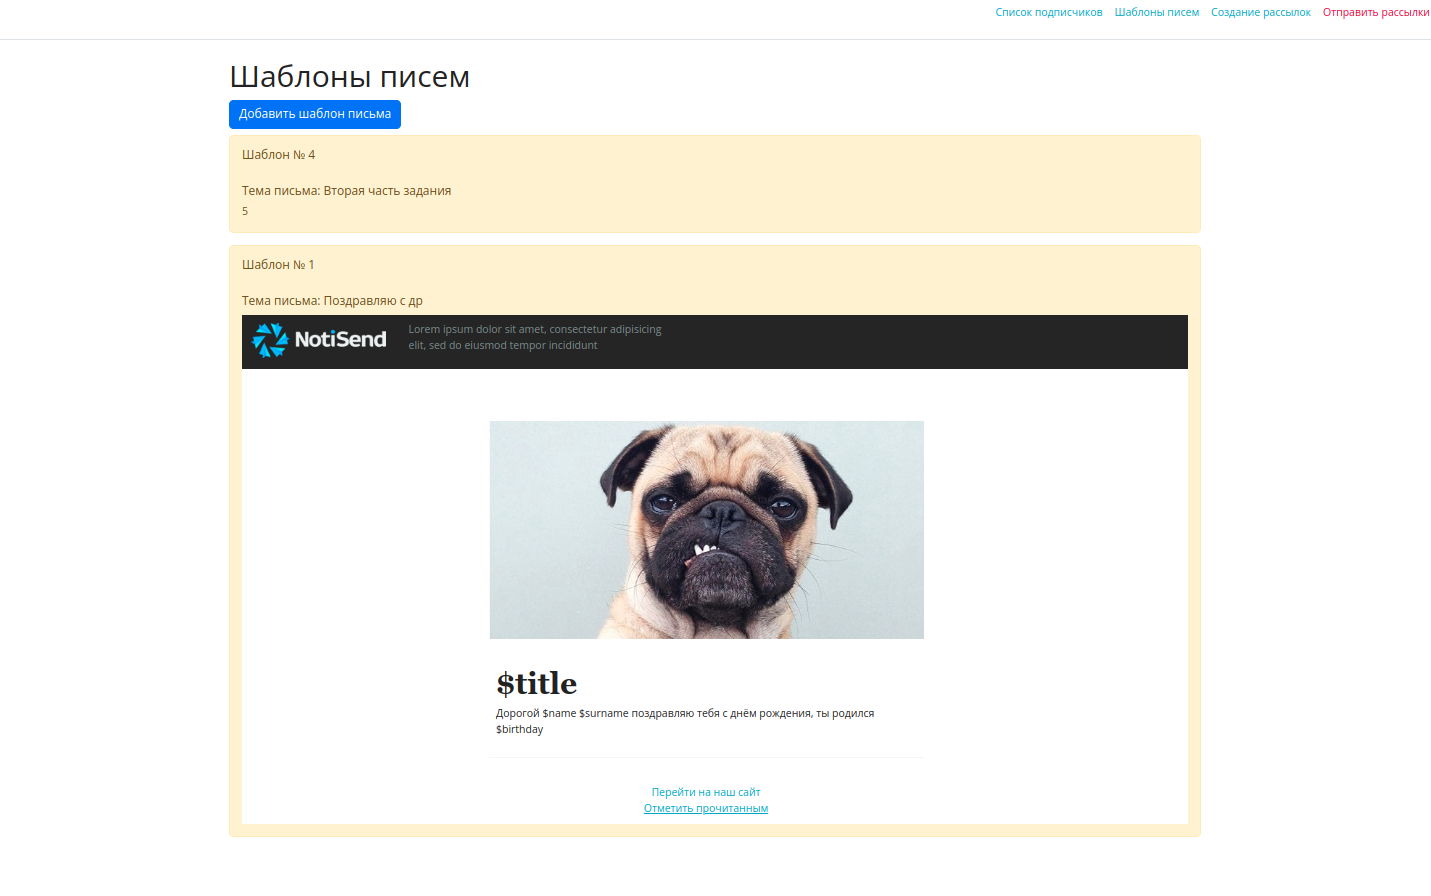 Список подписчиков Шаблоны писем Создание рассылок Отправить рассылки
Шаблоны писем
Добавить шаблон письма
Шаблон № 4
Тема письма: Вторая часть задания
5
Шаблон № 1
Тема письма: Поздравляю с др
NotiSend
Lorem ipsum dolor sit amet, consectetur adipisicing
elit, sed do eiusmod tempor incididunt
$title
Дорогой $name $surname поздравляю тебя с днём рождения, ты родился
$birthday
Перейти на наш сайт
Отметить прочитанным